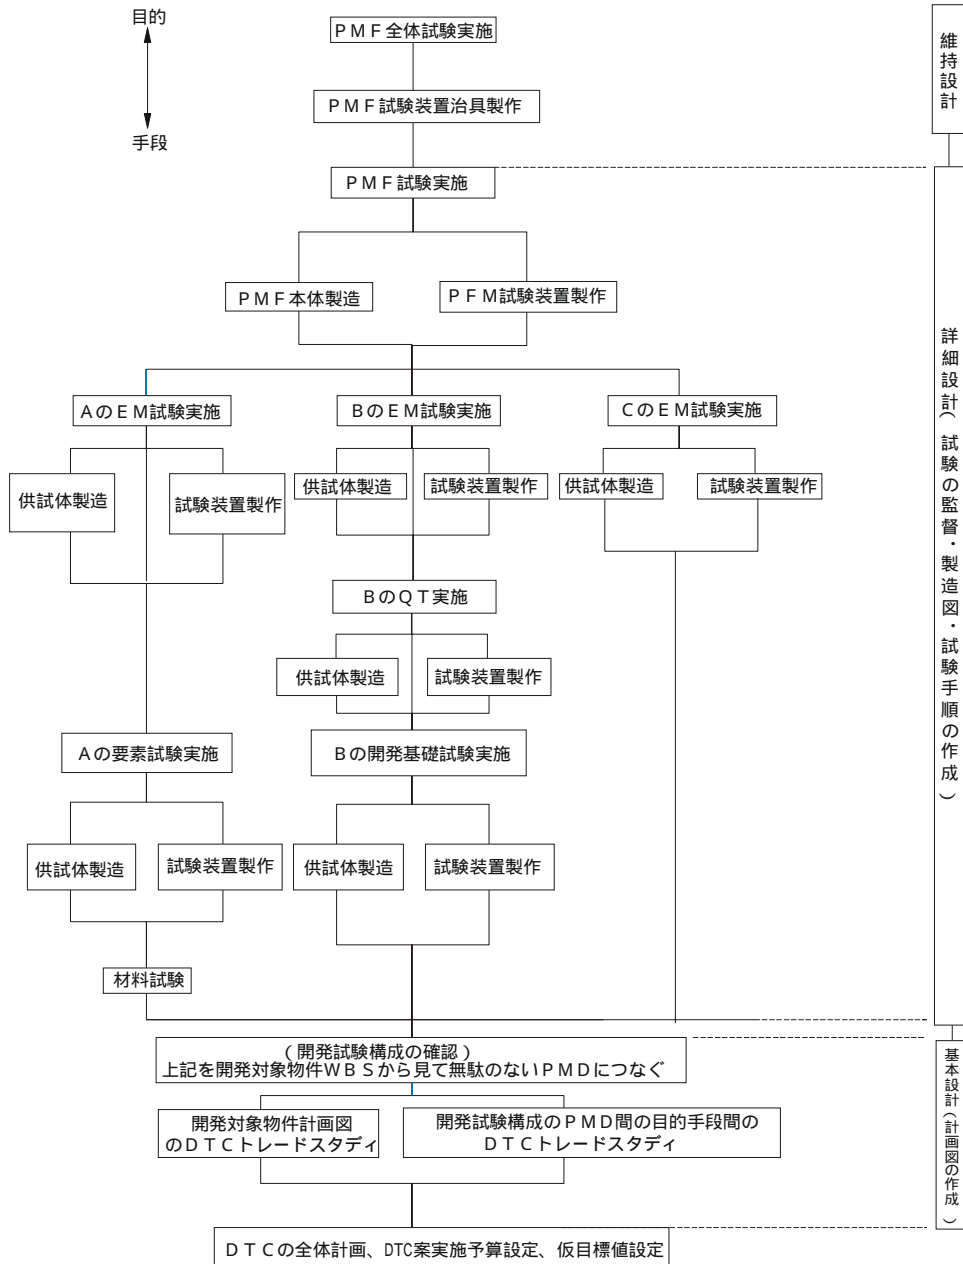 目的
手段
ＰＭＦ全体試験実施
ＰＭＦ試験装置治具製作
ＰＭＦ試験実施
ＰＭＦ本体製造
ＰＦＭ試験装置製作
ＡのＥＭ試験実施
ＢのＥＭ試験実施
ＣのＥＭ試験実施
供試体製造
試験装置製作
供試体製造
試験装置製作
供試体製造
試験装置製作
ＢのＱＴ実施
供試体製造
試験装置製作
Ａの要素試験実施
Ｂの開発基礎試験実施
供試体製造
試験装置製作
供試体製造
試験装置製作
材料試験
（開発試験構成の確認）
上記を開発対象物件ＷＢＳから見て無駄のないＰＭＤにつなぐ
開発対象物件計画図
のＤＴＣトレードスタディ
開発試験構成のＰＭＤ間の目的手段間の
ＤＴＣトレードスタディ
ＤＴＣの全体計画、DTC案実施予算設定、仮目標値設定
維持設計
詳細設計（試験の監督・製造図・試験手順の作成）
基本設計（計画図の作成）